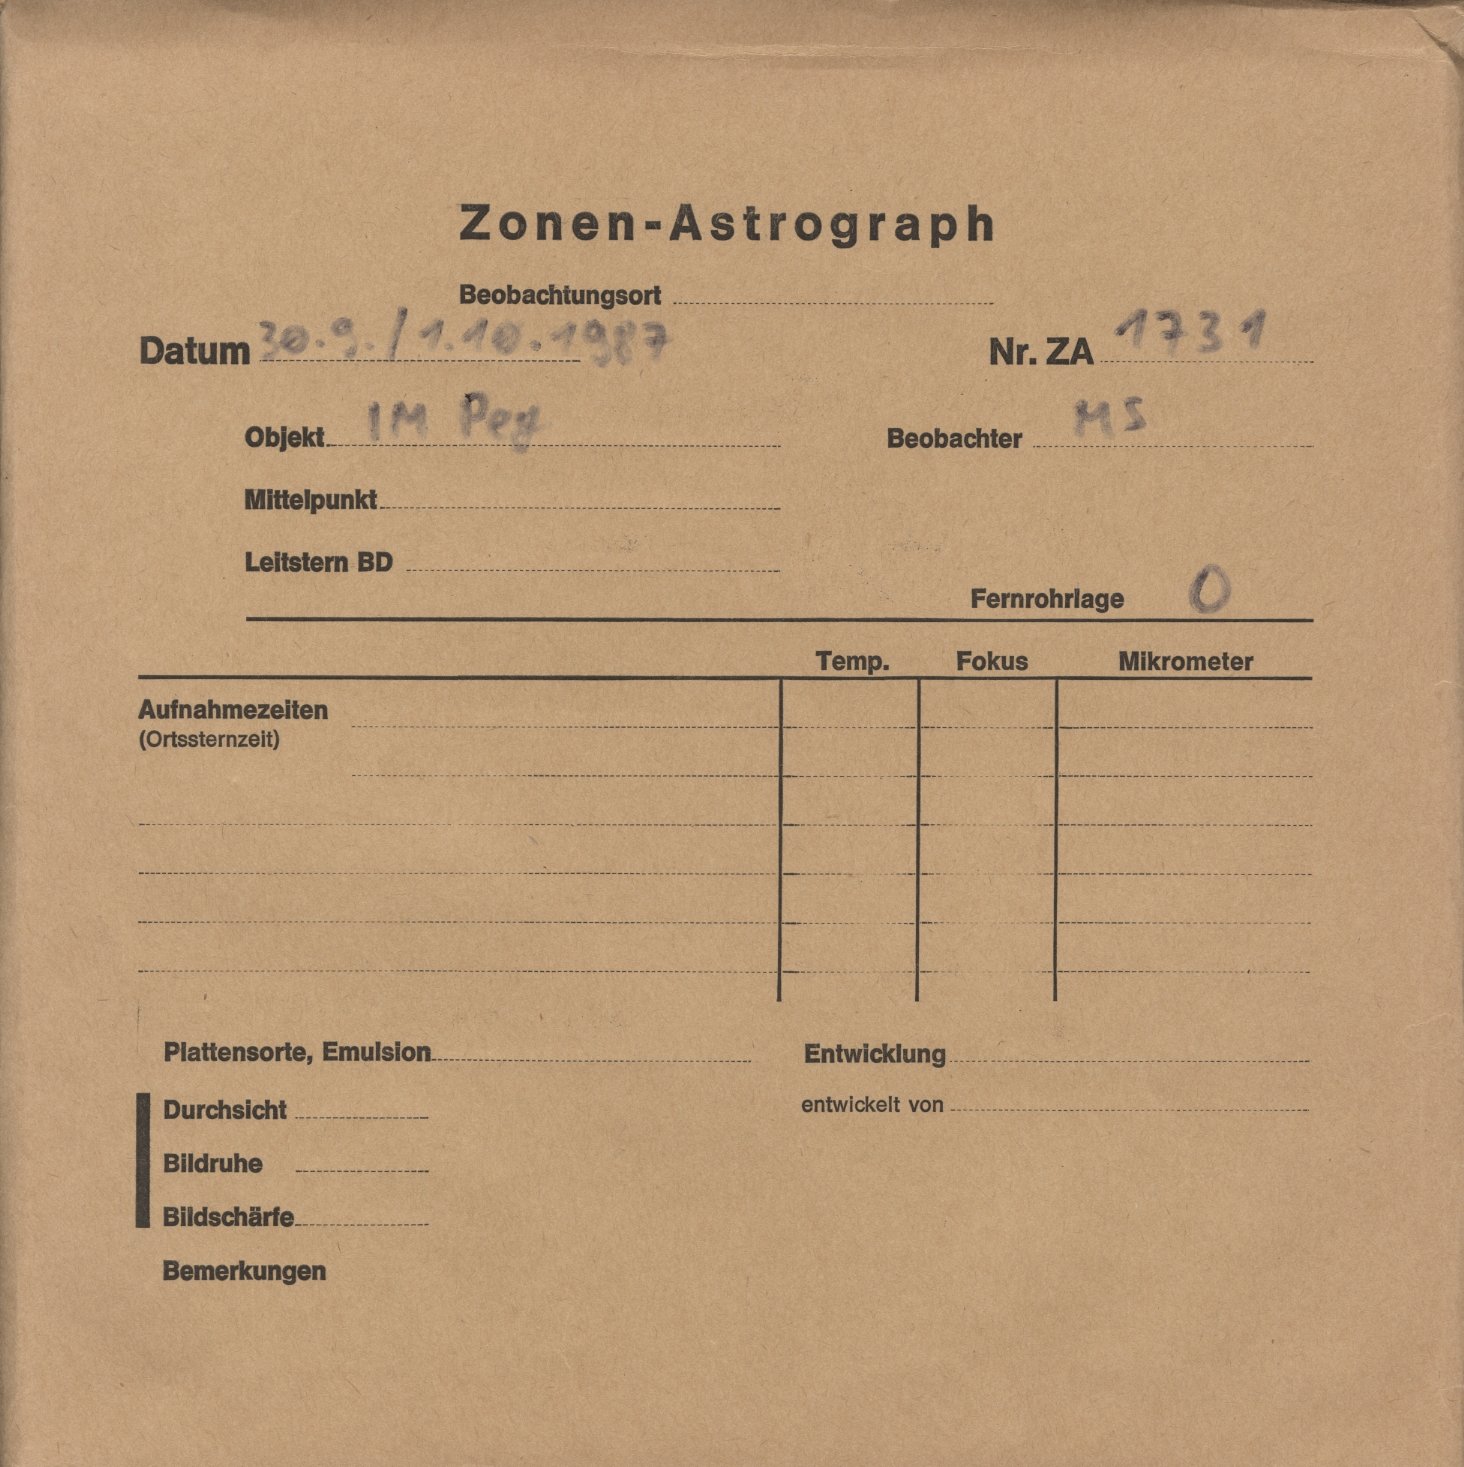 Zonen-Astrograph
Beobachtungsort
Datum 30.9./1.10.1987 Nr. ZA 1731
Objekt IM Peg Beobachter MS
Mittelpunkt
Leitstern BD
Fernrohrlage O
Temp. Fokus Mikrometer
Aufnahmezeiten
(Ortssternzeit)
Plattensorte, Emulsion Entwicklung
Durchsicht entwickelt von
Bildruhe
Bildschärfe
Bemerkungen